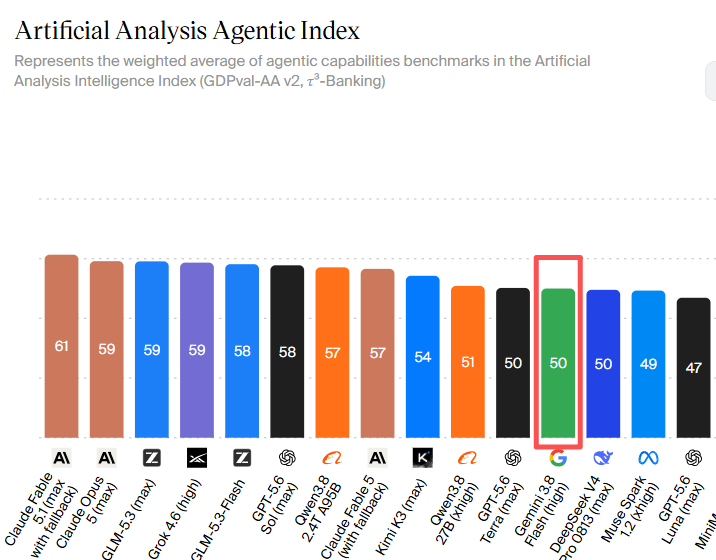 Artificial Analysis Agentic Index
Represents the weighted average of agentic capabilities benchmarks in the Artificial
Analysis Intelligence Index (GDPval-AA v2, τ³-Banking)
61
59
59
59
58
58
57
57
54
51
50
50
50
49
47
Claude Fable
5.1 (max
with fallback)
Claude Opus
5 (max)
GLM-5.3 (max)
Grok 4.6 (high)
GLM-5.3-Flash
GPT-5.6
Sol (max)
Qwen3.8
2.4T A95B
Claude Fable 5
(with fallback)
Kimi K3 (max)
Qwen3.8
27B (xhigh)
GPT-5.6
Terra (max)
Gemini 3.8
Flash (high)
DeepSeek V4
Pro 0813 (max)
Muse Spark
1.2 (xhigh)
GPT-5.6
Luna (max)